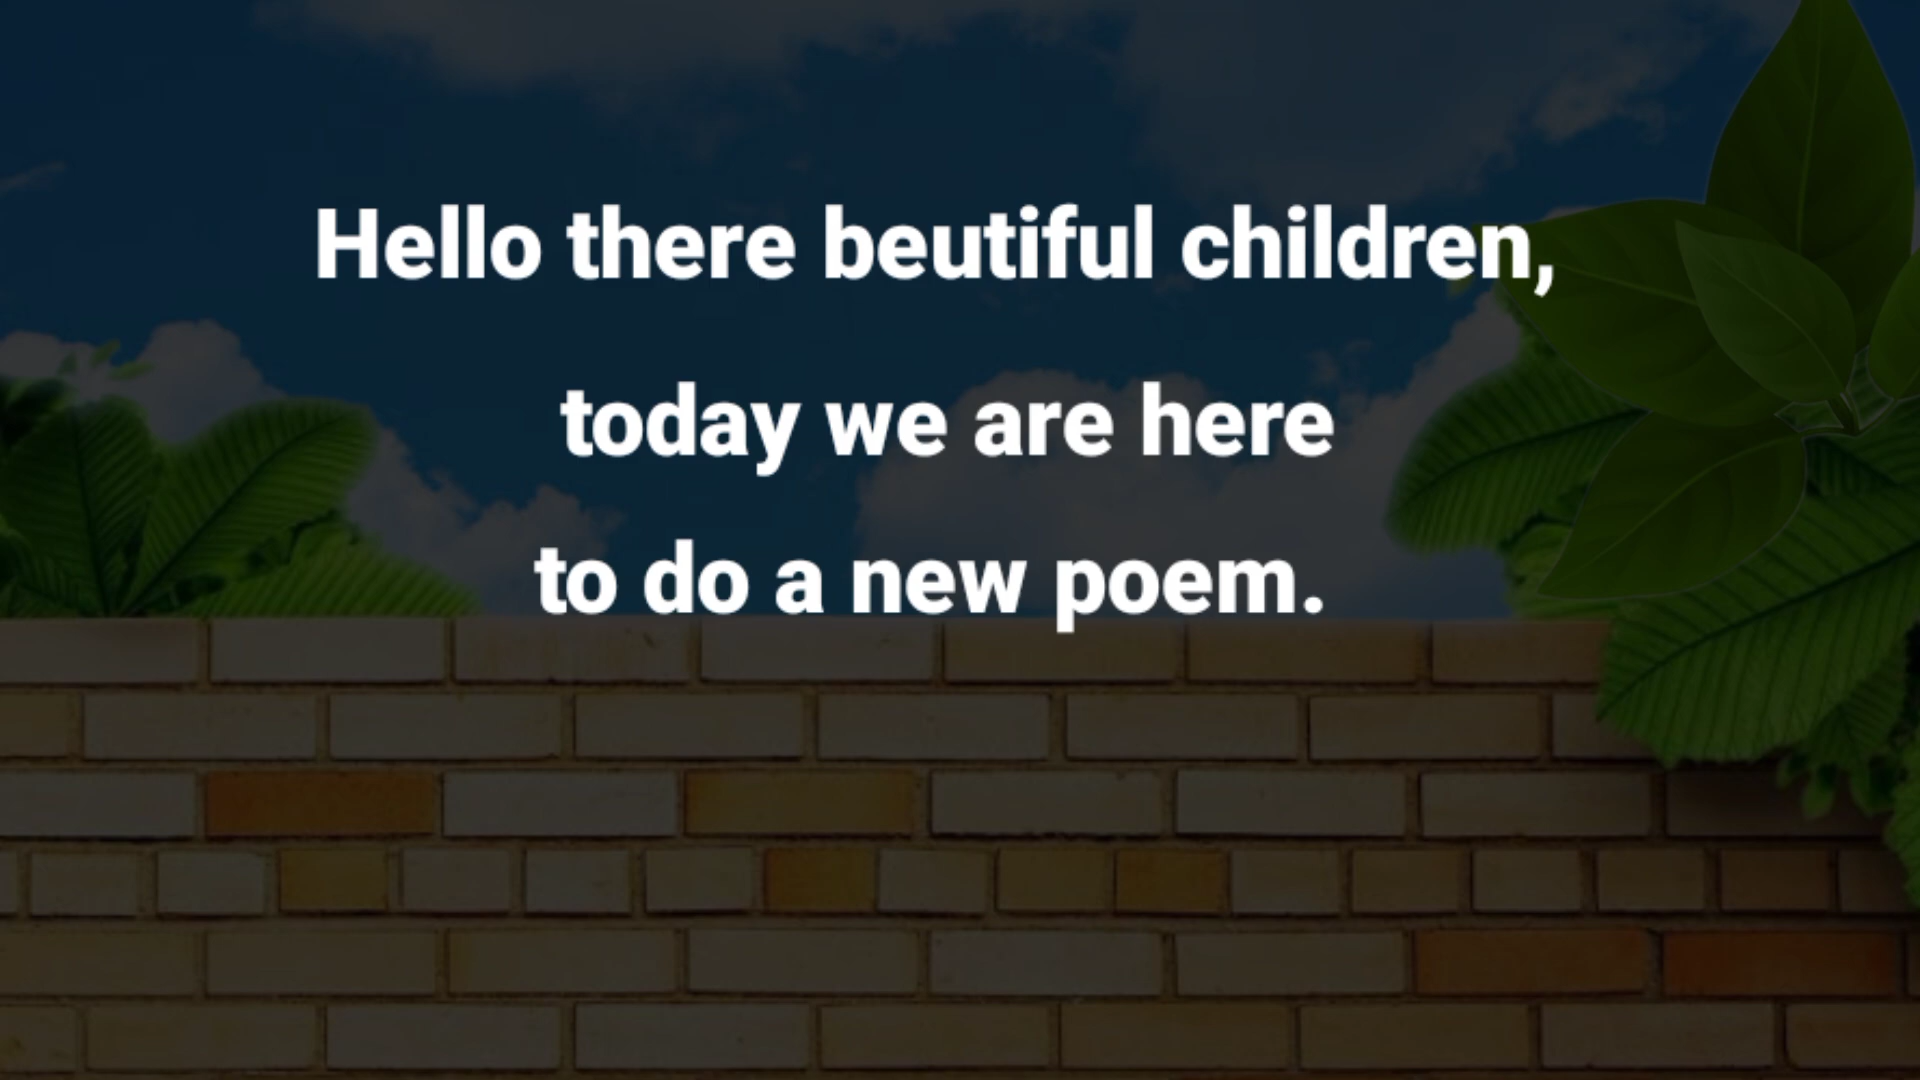 Hello there beutiful children,
today we are here
to do a new poem.